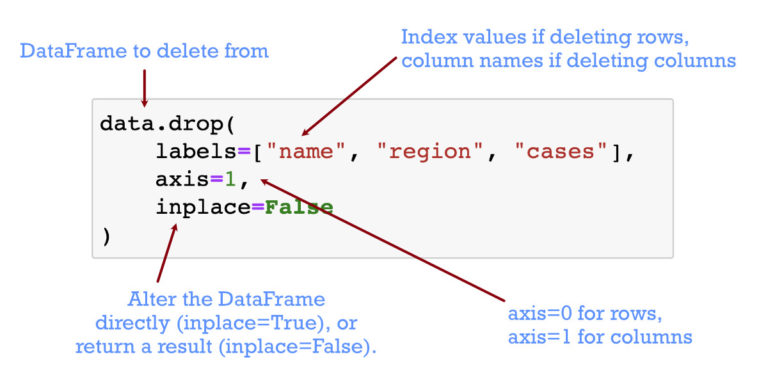 DataFrame to delete from
Index values if deleting rows,
column names if deleting columns
data.drop(
    labels=["name", "region", "cases"],
    axis=1,
    inplace=False
)
Alter the DataFrame
directly (inplace=True), or
return a result (inplace=False).
axis=0 for rows,
axis=1 for columns